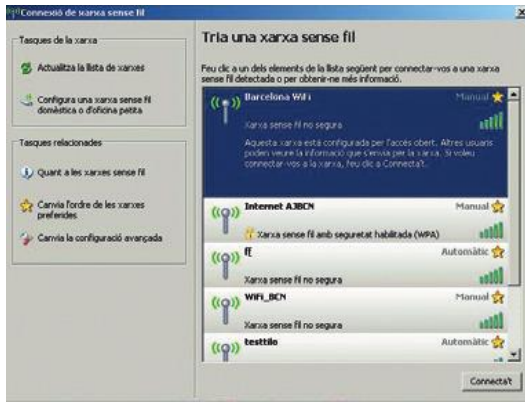 Connexió de xarxa sense fil
Tasques de la xarxa
Actualitza la llista de xarxes
Configura una xarxa sense fil
domèstica o d'oficina petita
Tasques relacionades
Quant a les xarxes sense fil
Canvia l'ordre de les xarxes
preferides
Canvia la configuració avançada
Tria una xarxa sense fil
Feu clic a un dels elements de la llista següent per connectar-vos a una xarxa
sense fil detectada o per obtenir-ne més informació.
Barcelona WiFi Manual
Xarxa sense fil no segura
Aquesta xarxa està configurada per l'accés obert. Altres usuaris
poden veure la informació que s'envia per la xarxa. Si voleu
connectar-vos a la xarxa, feu clic a Connecta't.
Internet AJBCN Manual
Xarxa sense fil amb seguretat habilitada (WPA)
ff Automàtic
Xarxa sense fil no segura
WiFi_BCN Manual
Xarxa sense fil no segura
testtilo Automàtic
Connecta't